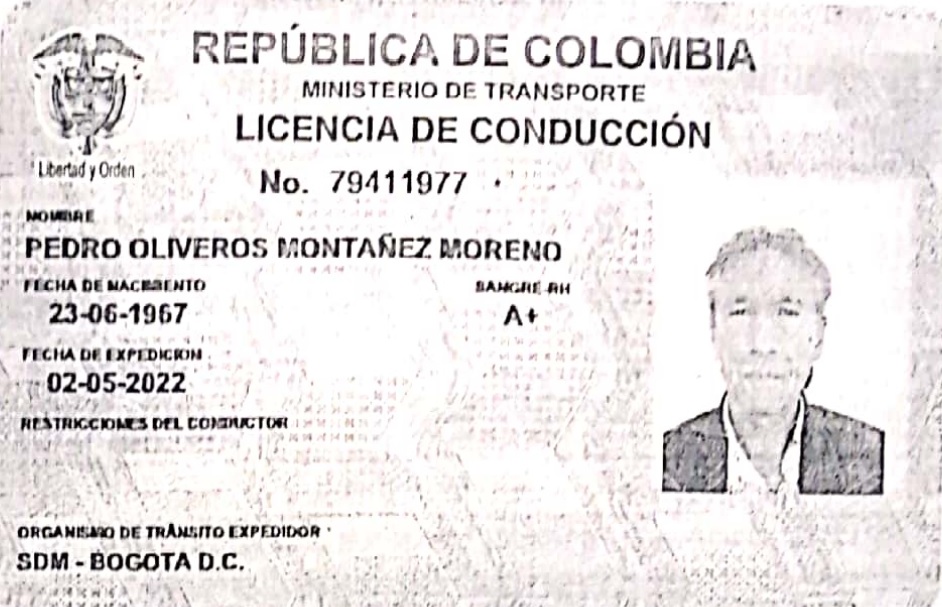 REPÚBLICA DE COLOMBIA
MINISTERIO DE TRANSPORTE
LICENCIA DE CONDUCCIÓN
Libertad y Orden
No. 79411977
NOMBRE
PEDRO OLIVEROS MONTAÑEZ MORENO
FECHA DE NACIMIENTO
SANGRE-RH
23-06-1967
A+
FECHA DE EXPEDICION
02-05-2022
RESTRICCIONES DEL CONDUCTOR
ORGANISMO DE TRÁNSITO EXPEDIDOR
SDM - BOGOTA D.C.